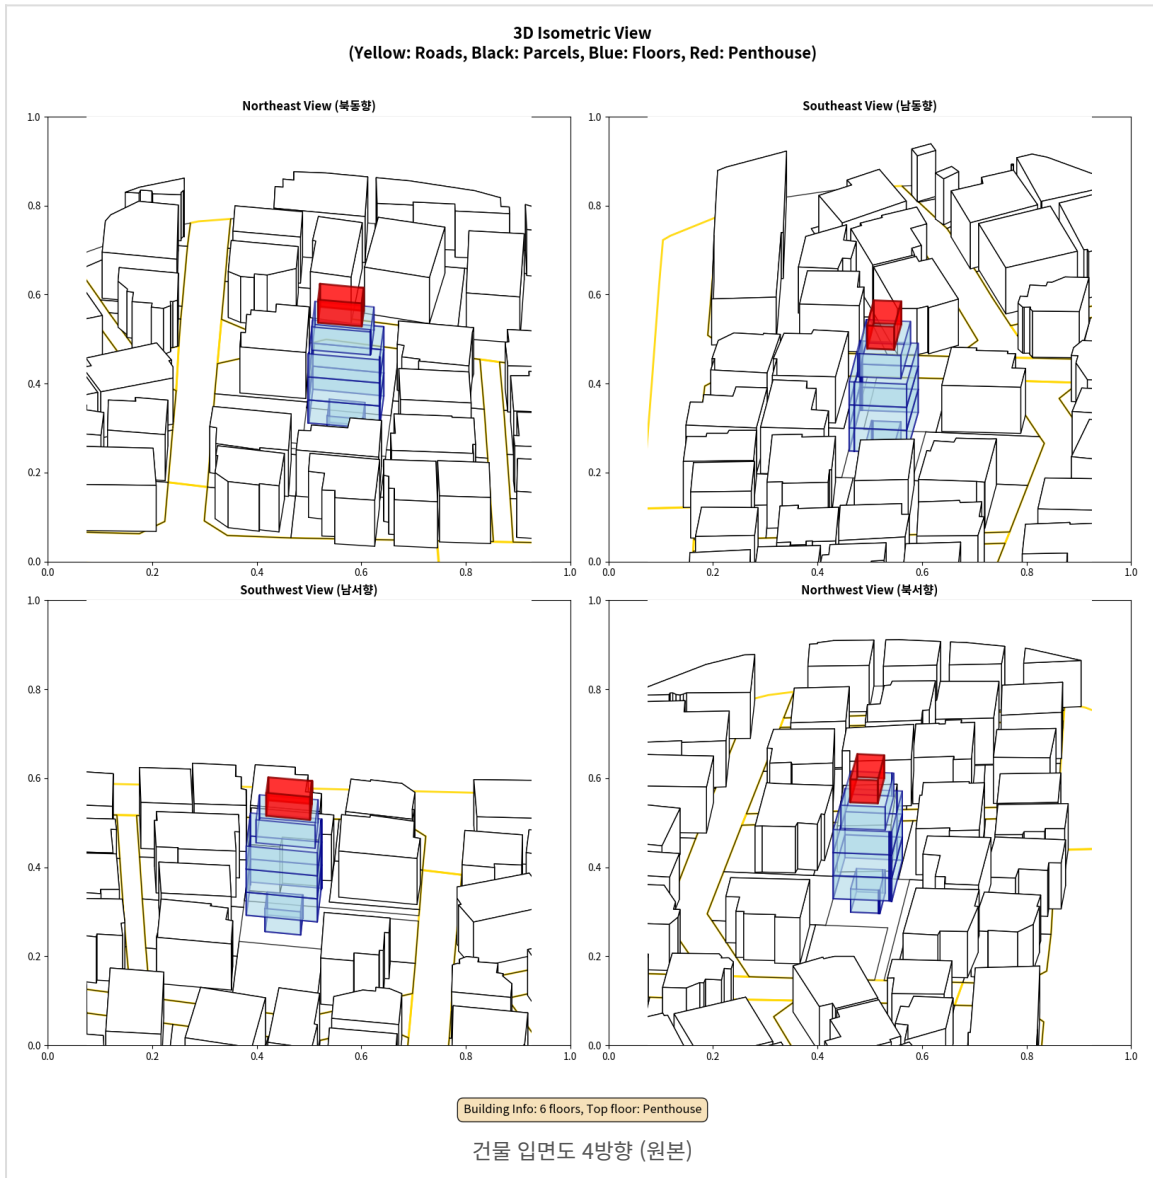 3D Isometric View
(Yellow: Roads, Black: Parcels, Blue: Floors, Red: Penthouse)
Northeast View (북동향)
1.0
0.8
0.6
0.4
0.2
0.0
0.0 0.2 0.4 0.6 0.8 1.0
Southeast View (남동향)
1.0
0.8
0.6
0.4
0.2
0.0
0.0 0.2 0.4 0.6 0.8 1.0
Southwest View (남서향)
1.0
0.8
0.6
0.4
0.2
0.0
0.0 0.2 0.4 0.6 0.8 1.0
Northwest View (북서향)
1.0
0.8
0.6
0.4
0.2
0.0
0.0 0.2 0.4 0.6 0.8 1.0
Building Info: 6 floors, Top floor: Penthouse
건물 입면도 4방향 (원본)